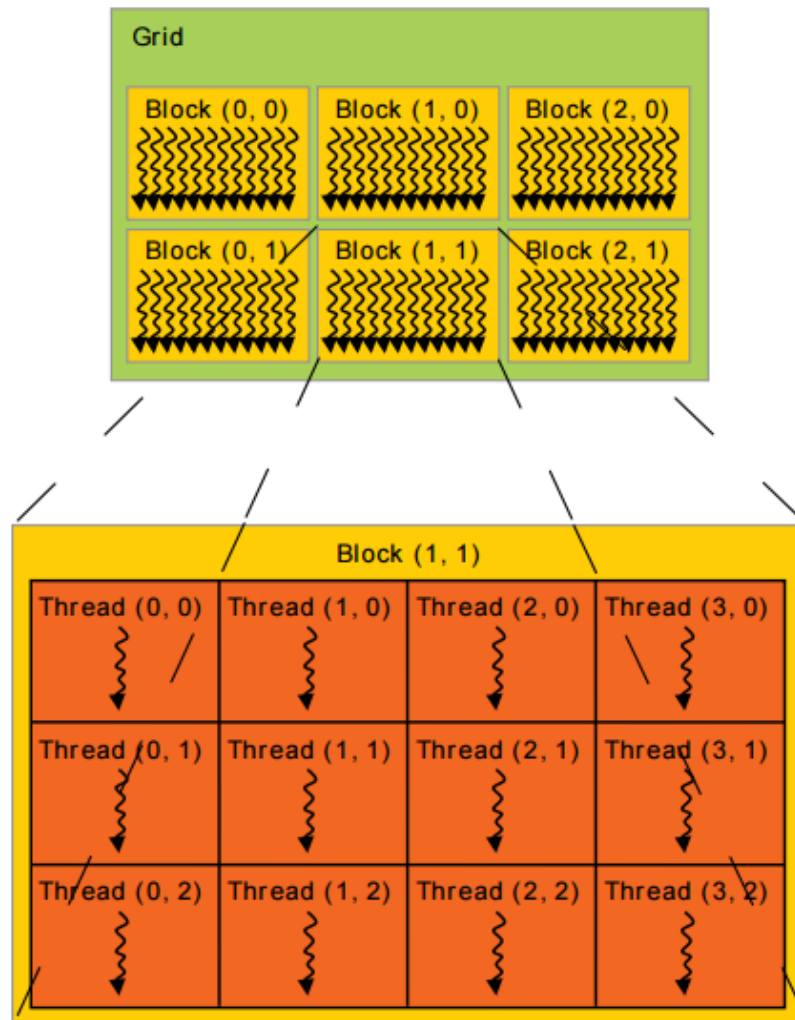 Grid
Block (0, 0) Block (1, 0) Block (2, 0)
Block (0, 1) Block (1, 1) Block (2, 1)
Block (1, 1)
Thread (0, 0) Thread (1, 0) Thread (2, 0) Thread (3, 0)
Thread (0, 1) Thread (1, 1) Thread (2, 1) Thread (3, 1)
Thread (0, 2) Thread (1, 2) Thread (2, 2) Thread (3, 2)